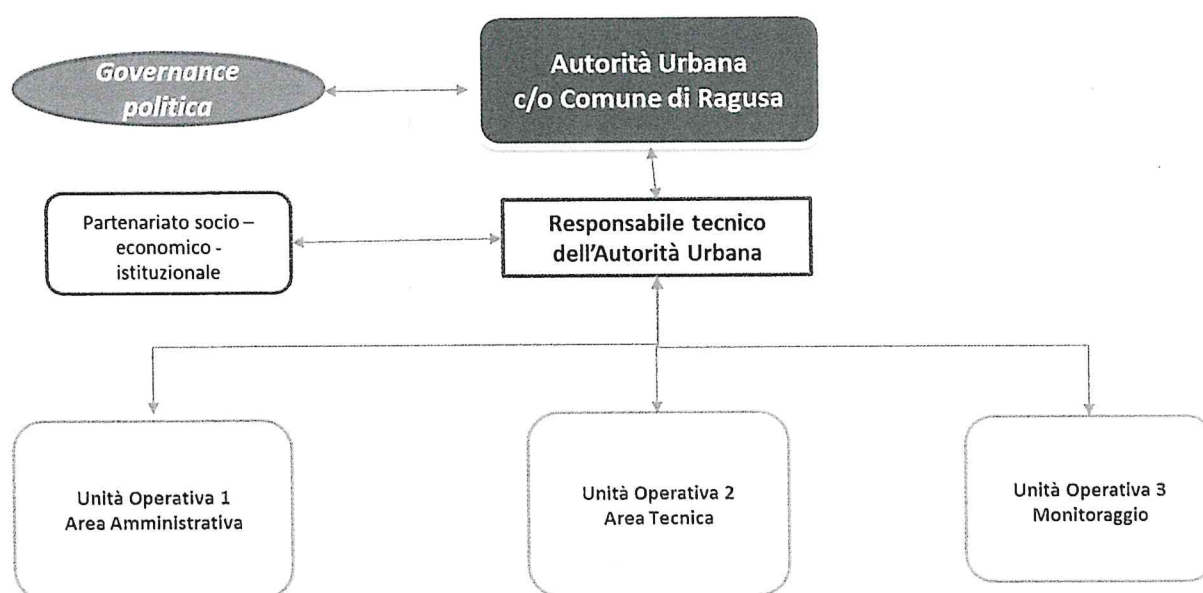 Governance
politica
Autorità Urbana
c/o Comune di Ragusa
Partenariato socio –
economico -
istituzionale
Responsabile tecnico
dell'Autorità Urbana
Unità Operativa 1
Area Amministrativa
Unità Operativa 2
Area Tecnica
Unità Operativa 3
Monitoraggio